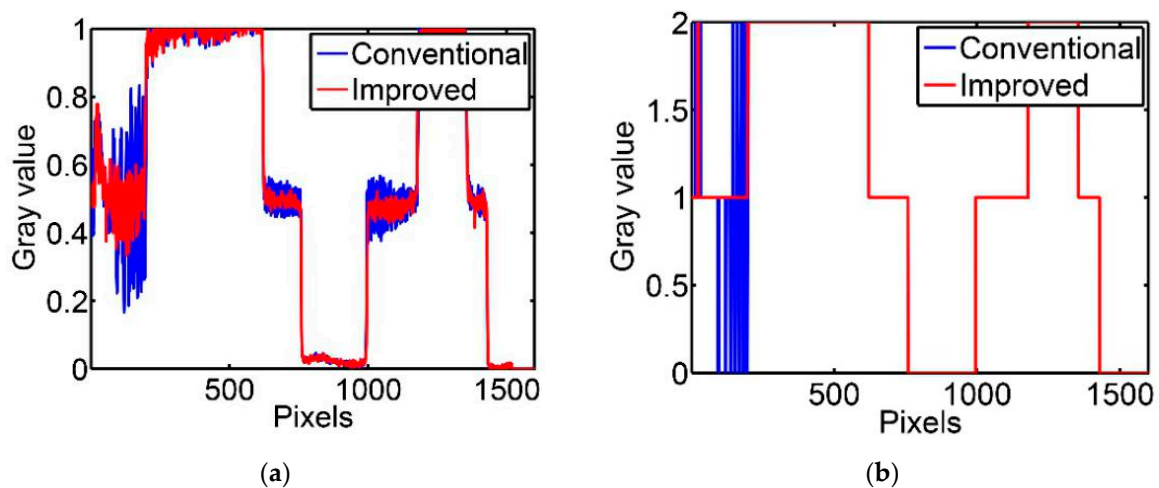 1
0.8
0.6
0.4
0.2
0
Gray value
500
1000
1500
Pixels
Conventional
Improved
(a)
2
1.5
1
0.5
0
Gray value
500
1000
1500
Pixels
Conventional
Improved
(b)